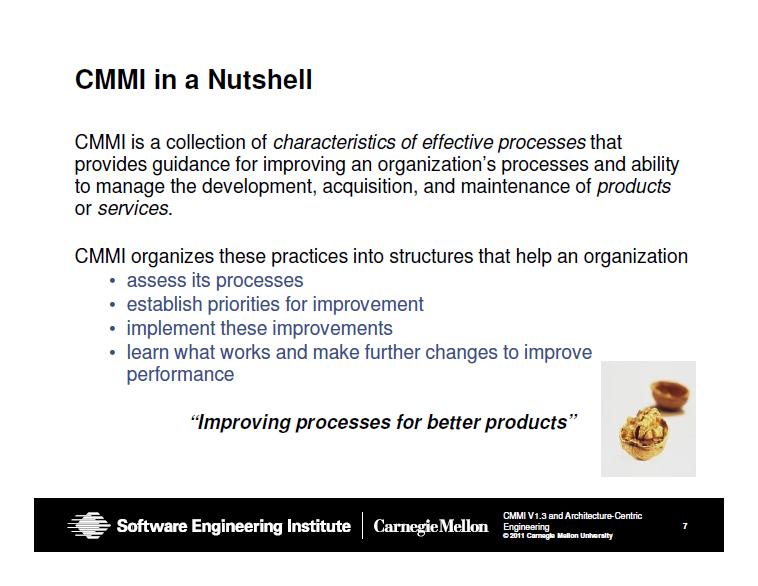 CMMI in a Nutshell
CMMI is a collection of characteristics of effective processes that
provides guidance for improving an organization’s processes and ability
to manage the development, acquisition, and maintenance of products
or services.
CMMI organizes these practices into structures that help an organization
• assess its processes
• establish priorities for improvement
• implement these improvements
• learn what works and make further changes to improve
performance
“Improving processes for better products”
Software Engineering Institute | Carnegie Mellon
CMMI V1.3 and Architecture-Centric
Engineering
© 2011 Carnegie Mellon University
7